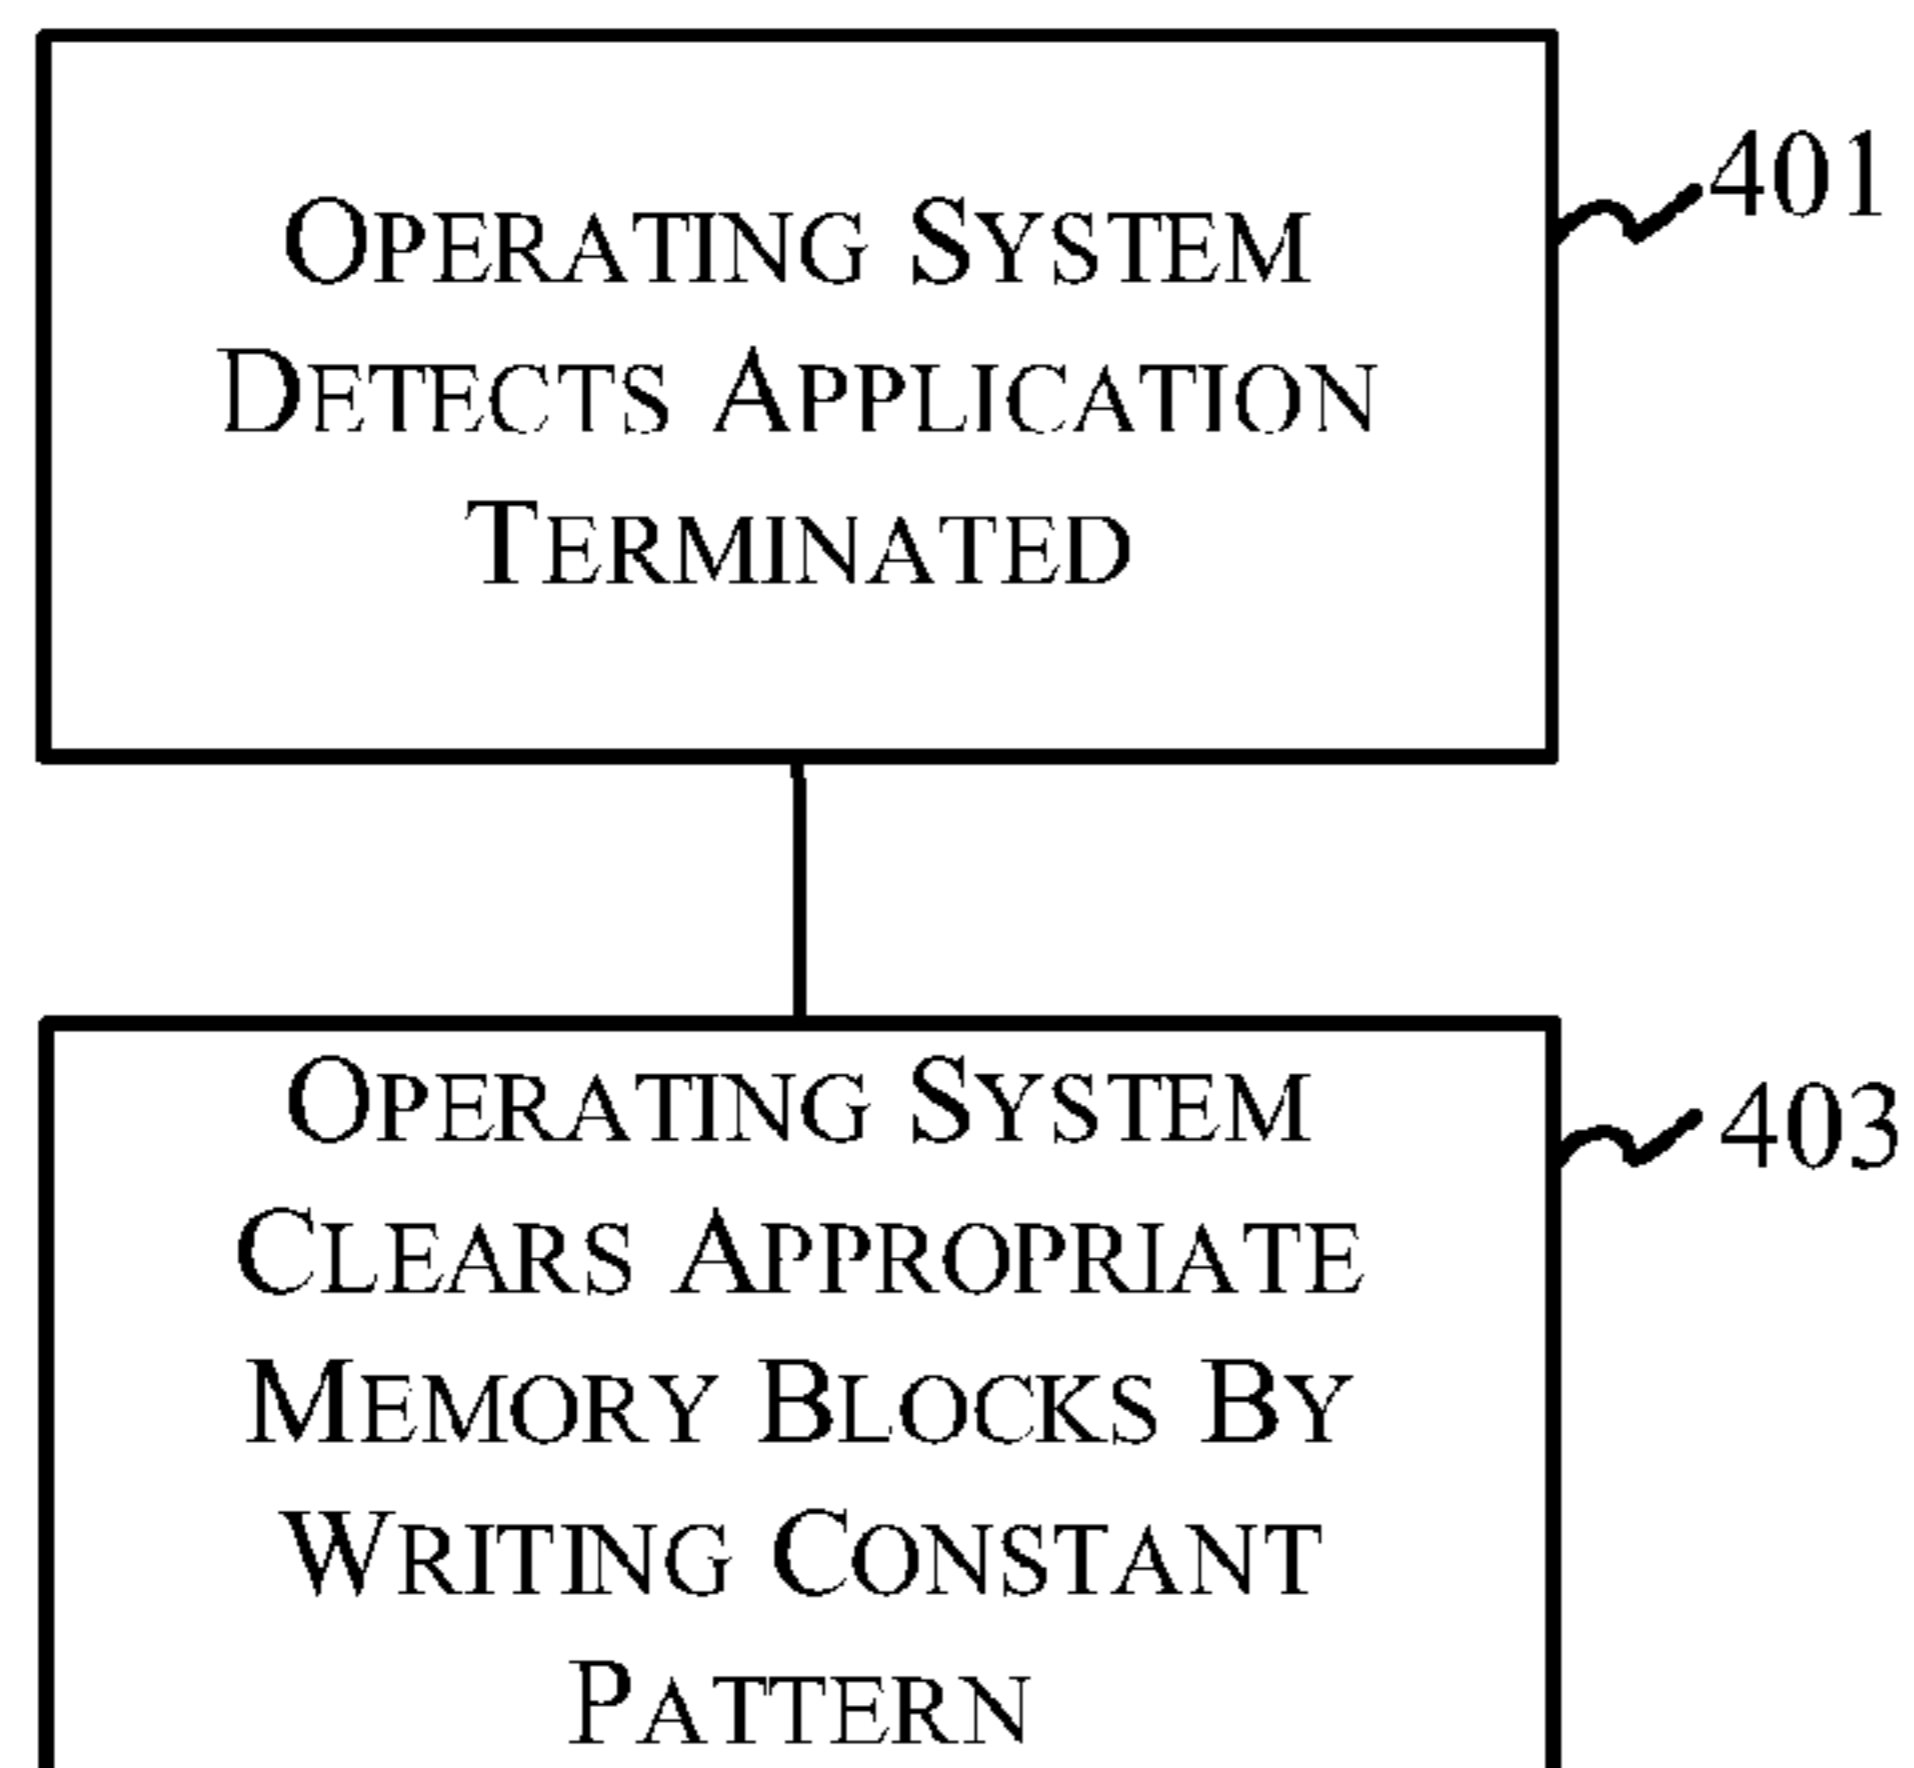 401
OPERATING SYSTEM
DETECTS APPLICATION
TERMINATED
403
OPERATING SYSTEM
CLEARS APPROPRIATE
MEMORY BLOCKS BY
WRITING CONSTANT
PATTERN